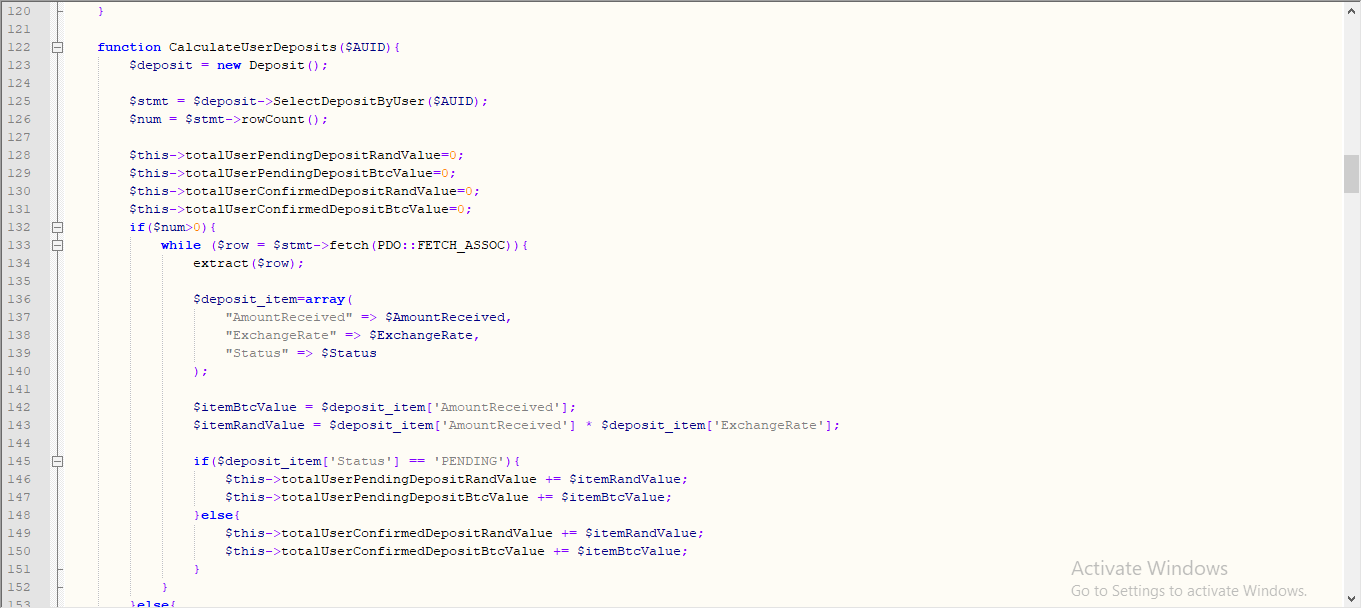 120 }
121
122 function CalculateUserDeposits($AUID){
123 $deposit = new Deposit();
124
125 $stmt = $deposit->SelectDepositByUser($AUID);
126 $num = $stmt->rowCount();
127
128 $this->totalUserPendingDepositRandValue=0;
129 $this->totalUserPendingDepositBtcValue=0;
130 $this->totalUserConfirmedDepositRandValue=0;
131 $this->totalUserConfirmedDepositBtcValue=0;
132 if($num>0){
133 while ($row = $stmt->fetch(PDO::FETCH_ASSOC)){
134 extract($row);
135
136 $deposit_item=array(
137 "AmountReceived" => $AmountReceived,
138 "ExchangeRate" => $ExchangeRate,
139 "Status" => $Status
140 );
141
142 $itemBtcValue = $deposit_item['AmountReceived'];
143 $itemRandValue = $deposit_item['AmountReceived'] * $deposit_item['ExchangeRate'];
144
145 if($deposit_item['Status'] == 'PENDING'){
146 $this->totalUserPendingDepositRandValue += $itemRandValue;
147 $this->totalUserPendingDepositBtcValue += $itemBtcValue;
148 }else{
149 $this->totalUserConfirmedDepositRandValue += $itemRandValue;
150 $this->totalUserConfirmedDepositBtcValue += $itemBtcValue;
151 }
152 }
153 }else{
Activate Windows
Go to Settings to activate Windows.